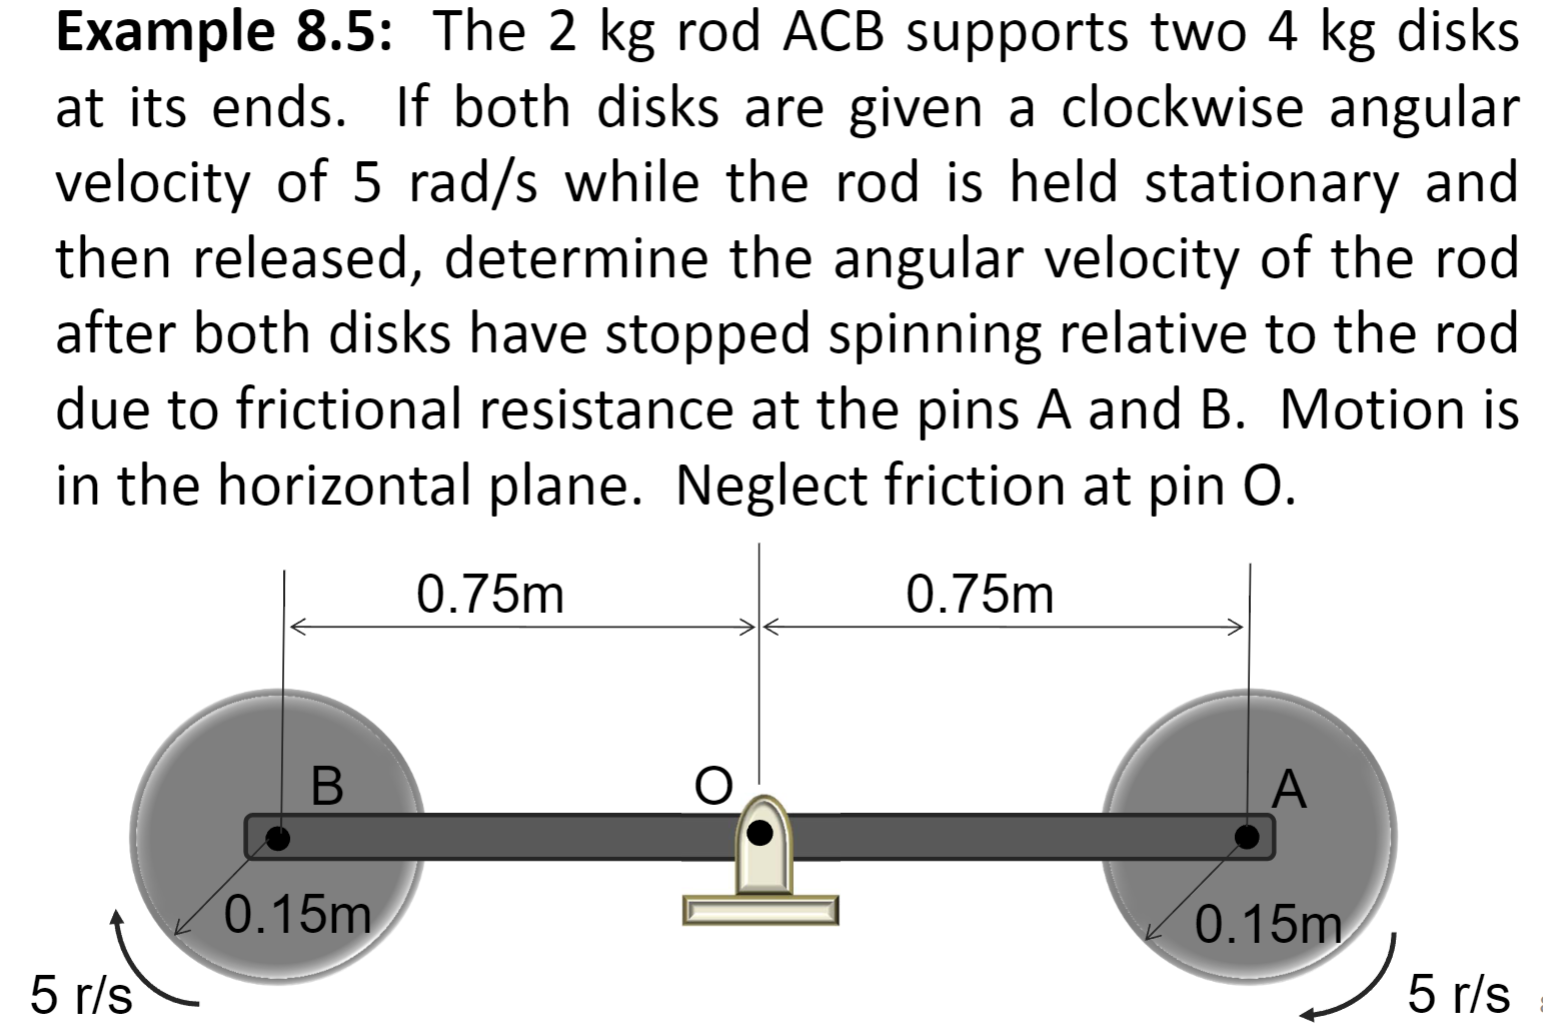 Example 8.5: The 2 kg rod ACB supports two 4 kg disks
at its ends. If both disks are given a clockwise angular
velocity of 5 rad/s while the rod is held stationary and
then released, determine the angular velocity of the rod
after both disks have stopped spinning relative to the rod
due to frictional resistance at the pins A and B. Motion is
in the horizontal plane. Neglect friction at pin O.
0.75m 0.75m
B O A
0.15m 0.15m
5 r/s 5 r/s